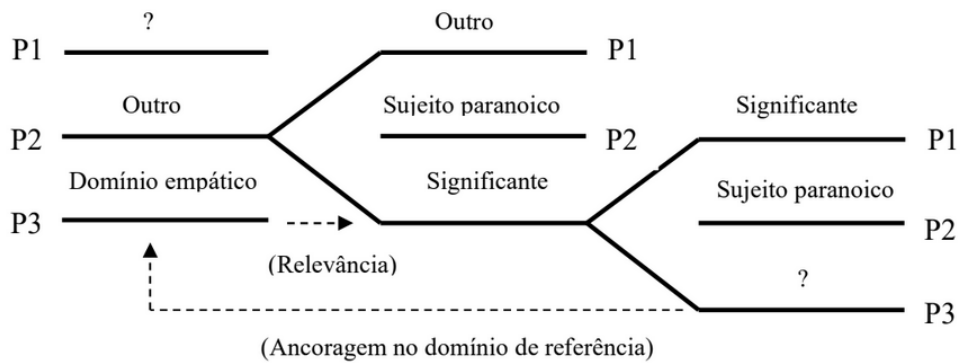 ? Outro
P1 P1
Outro Sujeito paranoico Significante
P2 P2 P1
Domínio empático Significante Sujeito paranoico
P3 P2
(Relevância) ?
P3
(Ancoragem no domínio de referência)